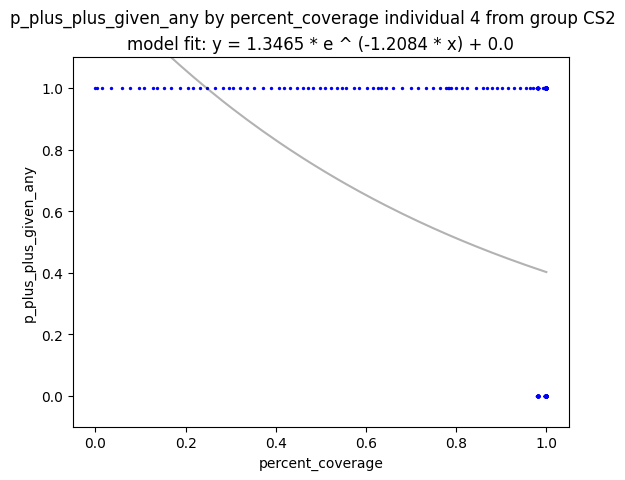 p_plus_plus_given_any by percent_coverage individual 4 from group CS2
model fit: y = 1.3465 * e ^ (-1.2084 * x) + 0.0
1.0
0.8
0.6
0.4
0.2
0.0
p_plus_plus_given_any
0.0 0.2 0.4 0.6 0.8 1.0
percent_coverage